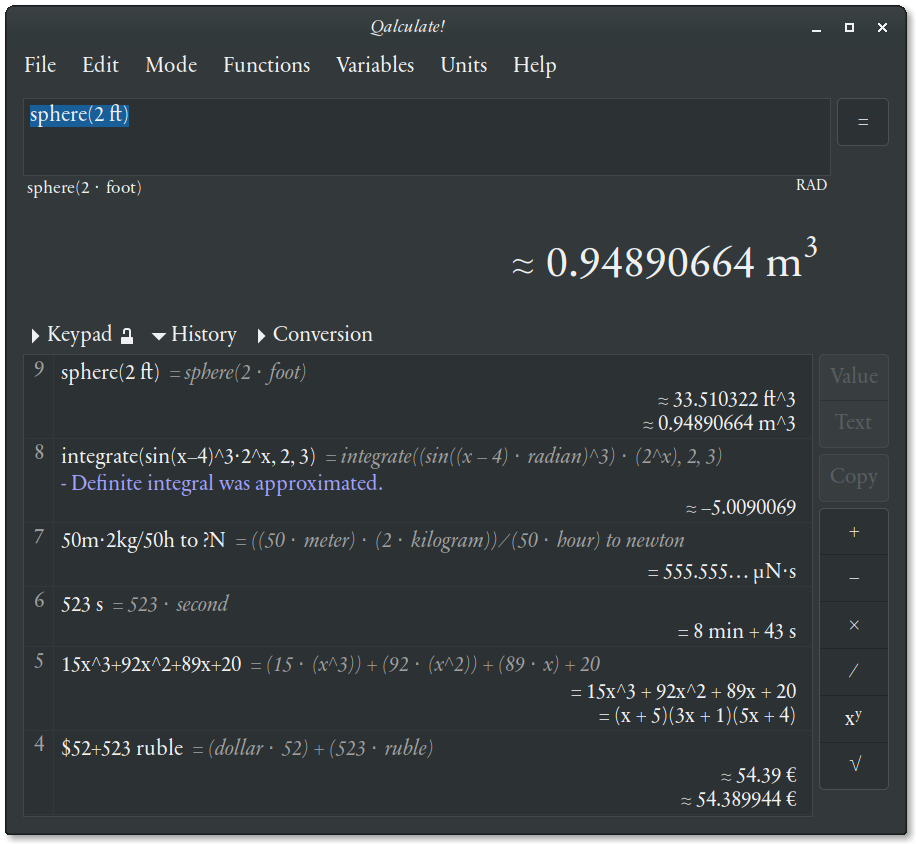 Qalculate!
File Edit Mode Functions Variables Units Help
sphere(2 ft)
=
sphere(2 · foot)
RAD
≈ 0.94890664 m³
Keypad History Conversion
9 sphere(2 ft) = sphere(2 · foot)
≈ 33.510322 ft^3
≈ 0.94890664 m^3
8 integrate(sin(x–4)^3·2^x, 2, 3) = integrate((sin((x – 4) · radian)^3) · (2^x), 2, 3)
- Definite integral was approximated.
≈ –5.0090069
7 50m·2kg/50h to ?N = ((50 · meter) · (2 · kilogram)) ∕ (50 · hour) to newton
= 555.555… µN·s
6 523 s = 523 · second
= 8 min + 43 s
5 15x^3+92x^2+89x+20 = (15 · (x^3)) + (92 · (x^2)) + (89 · x) + 20
= 15x^3 + 92x^2 + 89x + 20
= (x + 5)(3x + 1)(5x + 4)
4 $52+523 ruble = (dollar · 52) + (523 · ruble)
≈ 54.39 €
≈ 54.389944 €
Value
Text
Copy
+
−
×
∕
xʸ
√